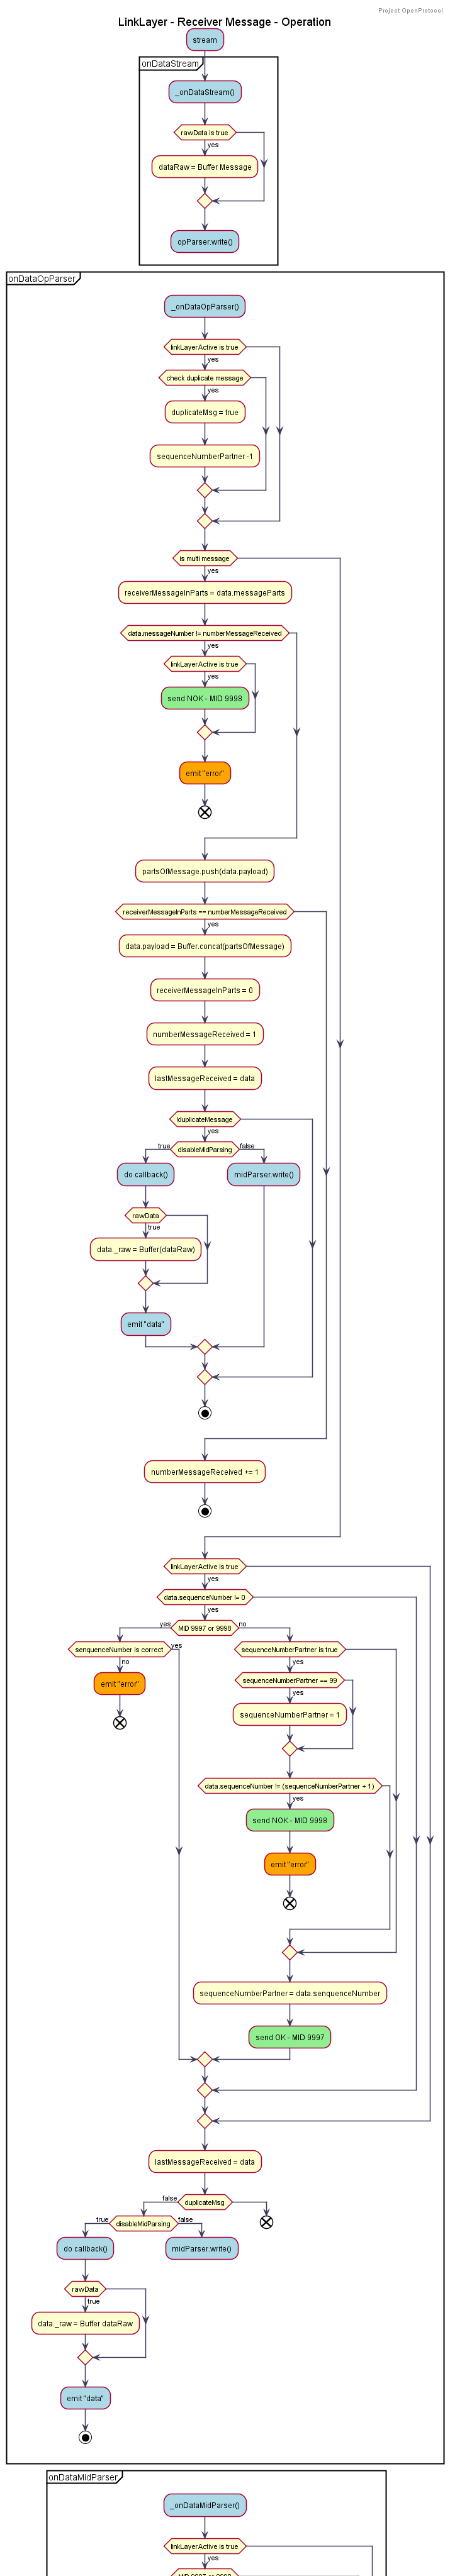 Project OpenProtocol
LinkLayer - Receiver Message - Operation
stream
onDataStream
_onDataStream()
rawData is true
yes
dataRaw = Buffer Message
opParser.write()
onDataOpParser
_onDataOpParser()
linkLayerActive is true
yes
check duplicate message
yes
duplicateMsg = true
sequenceNumberPartner -1
is multi message
yes
receiverMessageInParts = data.messageParts
data.messageNumber != numberMessageReceived
yes
linkLayerActive is true
yes
send NOK - MID 9998
emit "error"
partsOfMessage.push(data.payload)
receiverMessageInParts == numberMessageReceived
yes
data.payload = Buffer.concat(partsOfMessage)
receiverMessageInParts = 0
numberMessageReceived = 1
lastMessageReceived = data
!duplicateMessage
yes
true disableMidParsing false
do callback() midParser.write()
rawData
true
data._raw = Buffer(dataRaw)
emit "data"
numberMessageReceived += 1
linkLayerActive is true
yes
data.sequenceNumber != 0
yes
yes MID 9997 or 9998 no
senquenceNumber is correct yes sequenceNumberPartner is true
no yes
emit "error" sequenceNumberPartner == 99
yes
sequenceNumberPartner = 1
data.sequenceNumber != (sequenceNumberPartner + 1)
yes
send NOK - MID 9998
emit "error"
sequenceNumberPartner = data.senquenceNumber
send OK - MID 9997
lastMessageReceived = data
false duplicateMsg
true disableMidParsing false
do callback() midParser.write()
rawData
true
data._raw = Buffer dataRaw
emit "data"
onDataMidParser
_onDataMidParser()
linkLayerActive is true
yes
MID 9997 or 9998